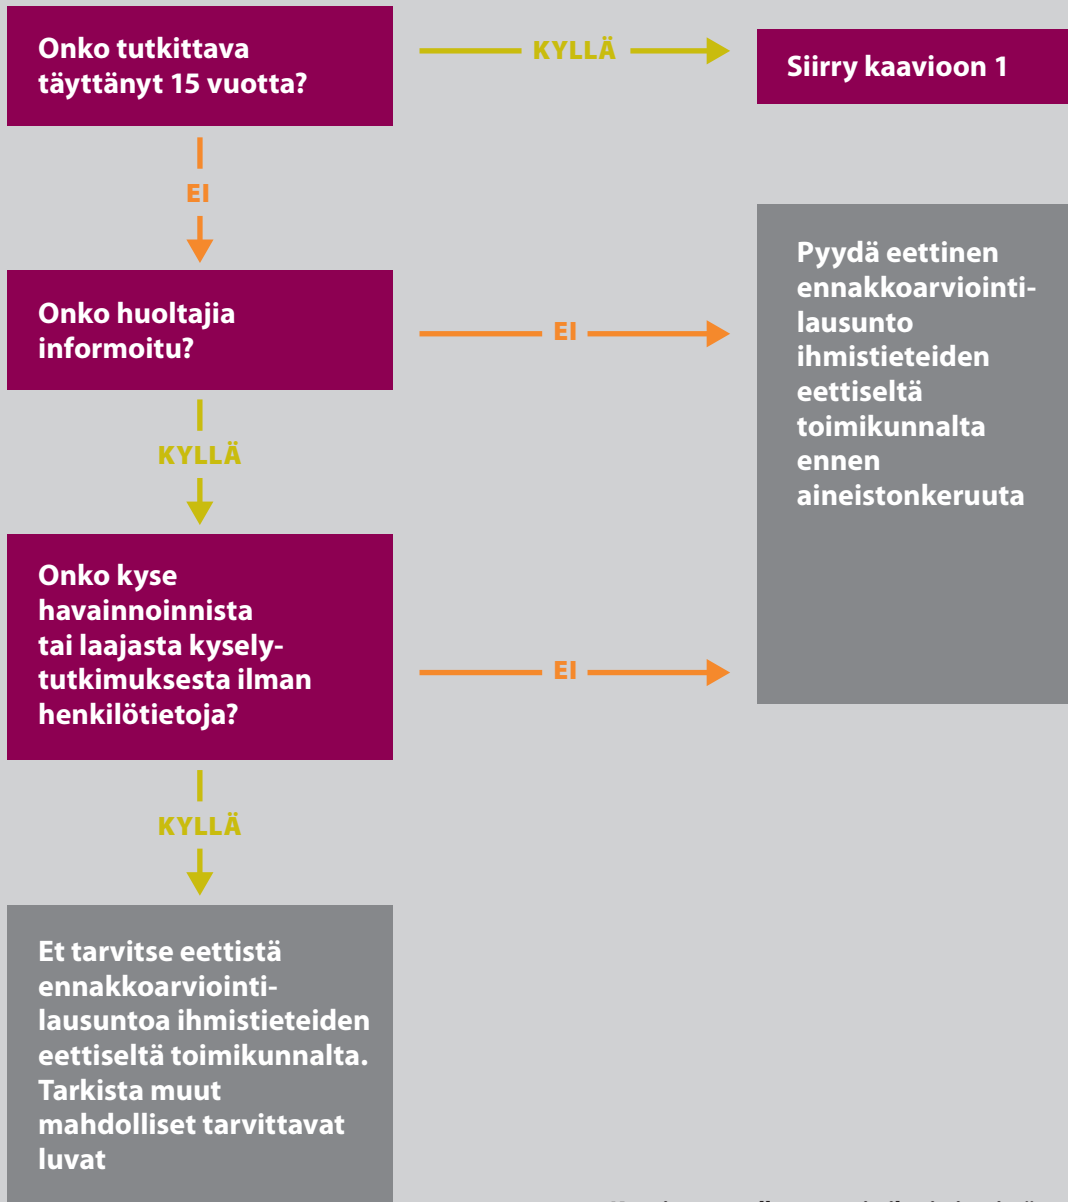 Onko tutkittava
täyttänyt 15 vuotta?
KYLLÄ
Siirry kaavioon 1
EI
Onko huoltajia
informoitu?
EI
Pyydä eettinen
ennakkoarviointi-
lausunto
ihmistieteiden
eettiseltä
toimikunnalta
ennen
aineistonkeruuta
KYLLÄ
Onko kyse
havainnoinnista
tai laajasta kysely-
tutkimuksesta ilman
henkilötietoja?
EI
KYLLÄ
Et tarvitse eettistä
ennakkoarviointi-
lausuntoa ihmistieteiden
eettiseltä toimikunnalta.
Tarkista muut
mahdolliset tarvittavat
luvat